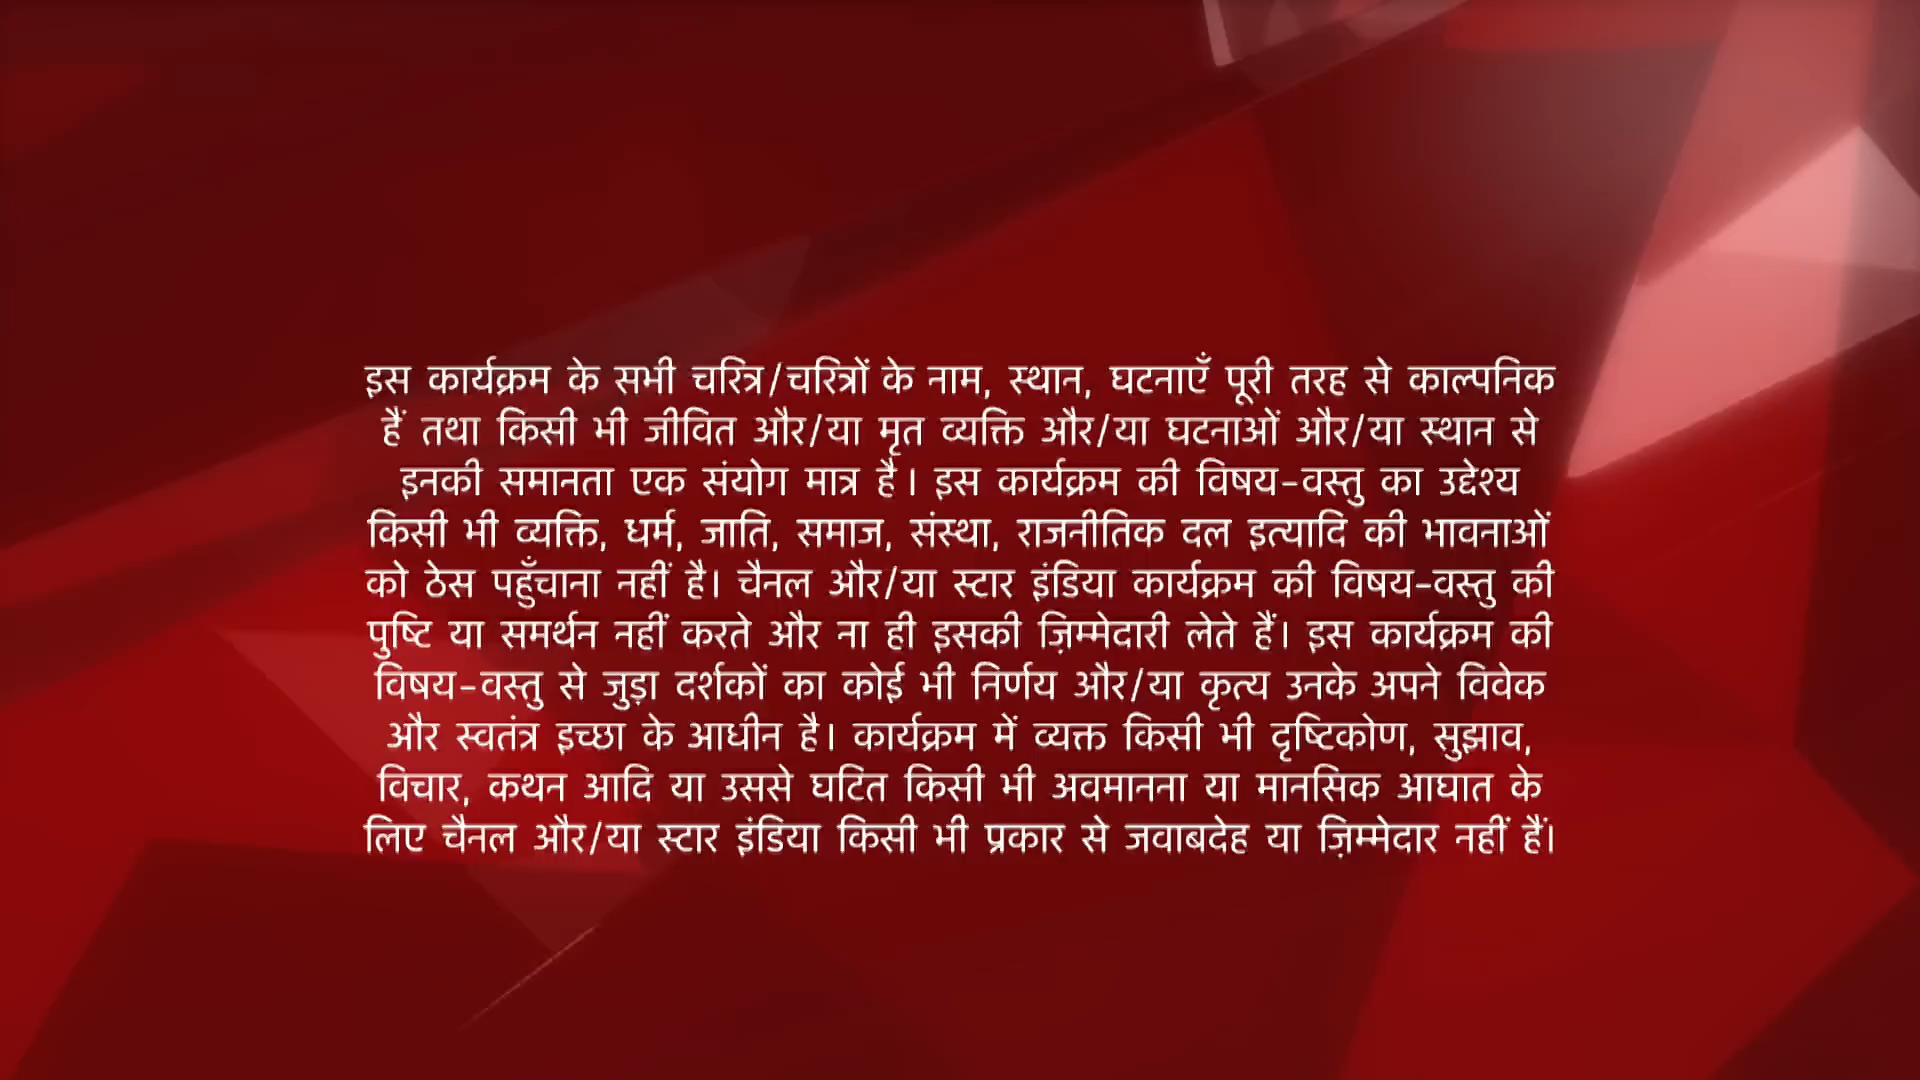 इस कार्यक्रम के सभी चरित्र/चरित्रों के नाम, स्थान, घटनाएँ पूरी तरह से काल्पनिक
हैं तथा किसी भी जीवित और/या मृत व्यक्ति और/या घटनाओं और/या स्थान से
इनकी समानता एक संयोग मात्र है। इस कार्यक्रम की विषय-वस्तु का उद्देश्य
किसी भी व्यक्ति, धर्म, जाति, समाज, संस्था, राजनीतिक दल इत्यादि की भावनाओं
को ठेस पहुँचाना नहीं है। चैनल और/या स्टार इंडिया कार्यक्रम की विषय-वस्तु की
पुष्टि या समर्थन नहीं करते और ना ही इसकी ज़िम्मेदारी लेते हैं। इस कार्यक्रम की
विषय-वस्तु से जुड़ा दर्शकों का कोई भी निर्णय और/या कृत्य उनके अपने विवेक
और स्वतंत्र इच्छा के आधीन है। कार्यक्रम में व्यक्त किसी भी दृष्टिकोण, सुझाव,
विचार, कथन आदि या उससे घटित किसी भी अवमानना या मानसिक आघात के
लिए चैनल और/या स्टार इंडिया किसी भी प्रकार से जवाबदेह या ज़िम्मेदार नहीं हैं।